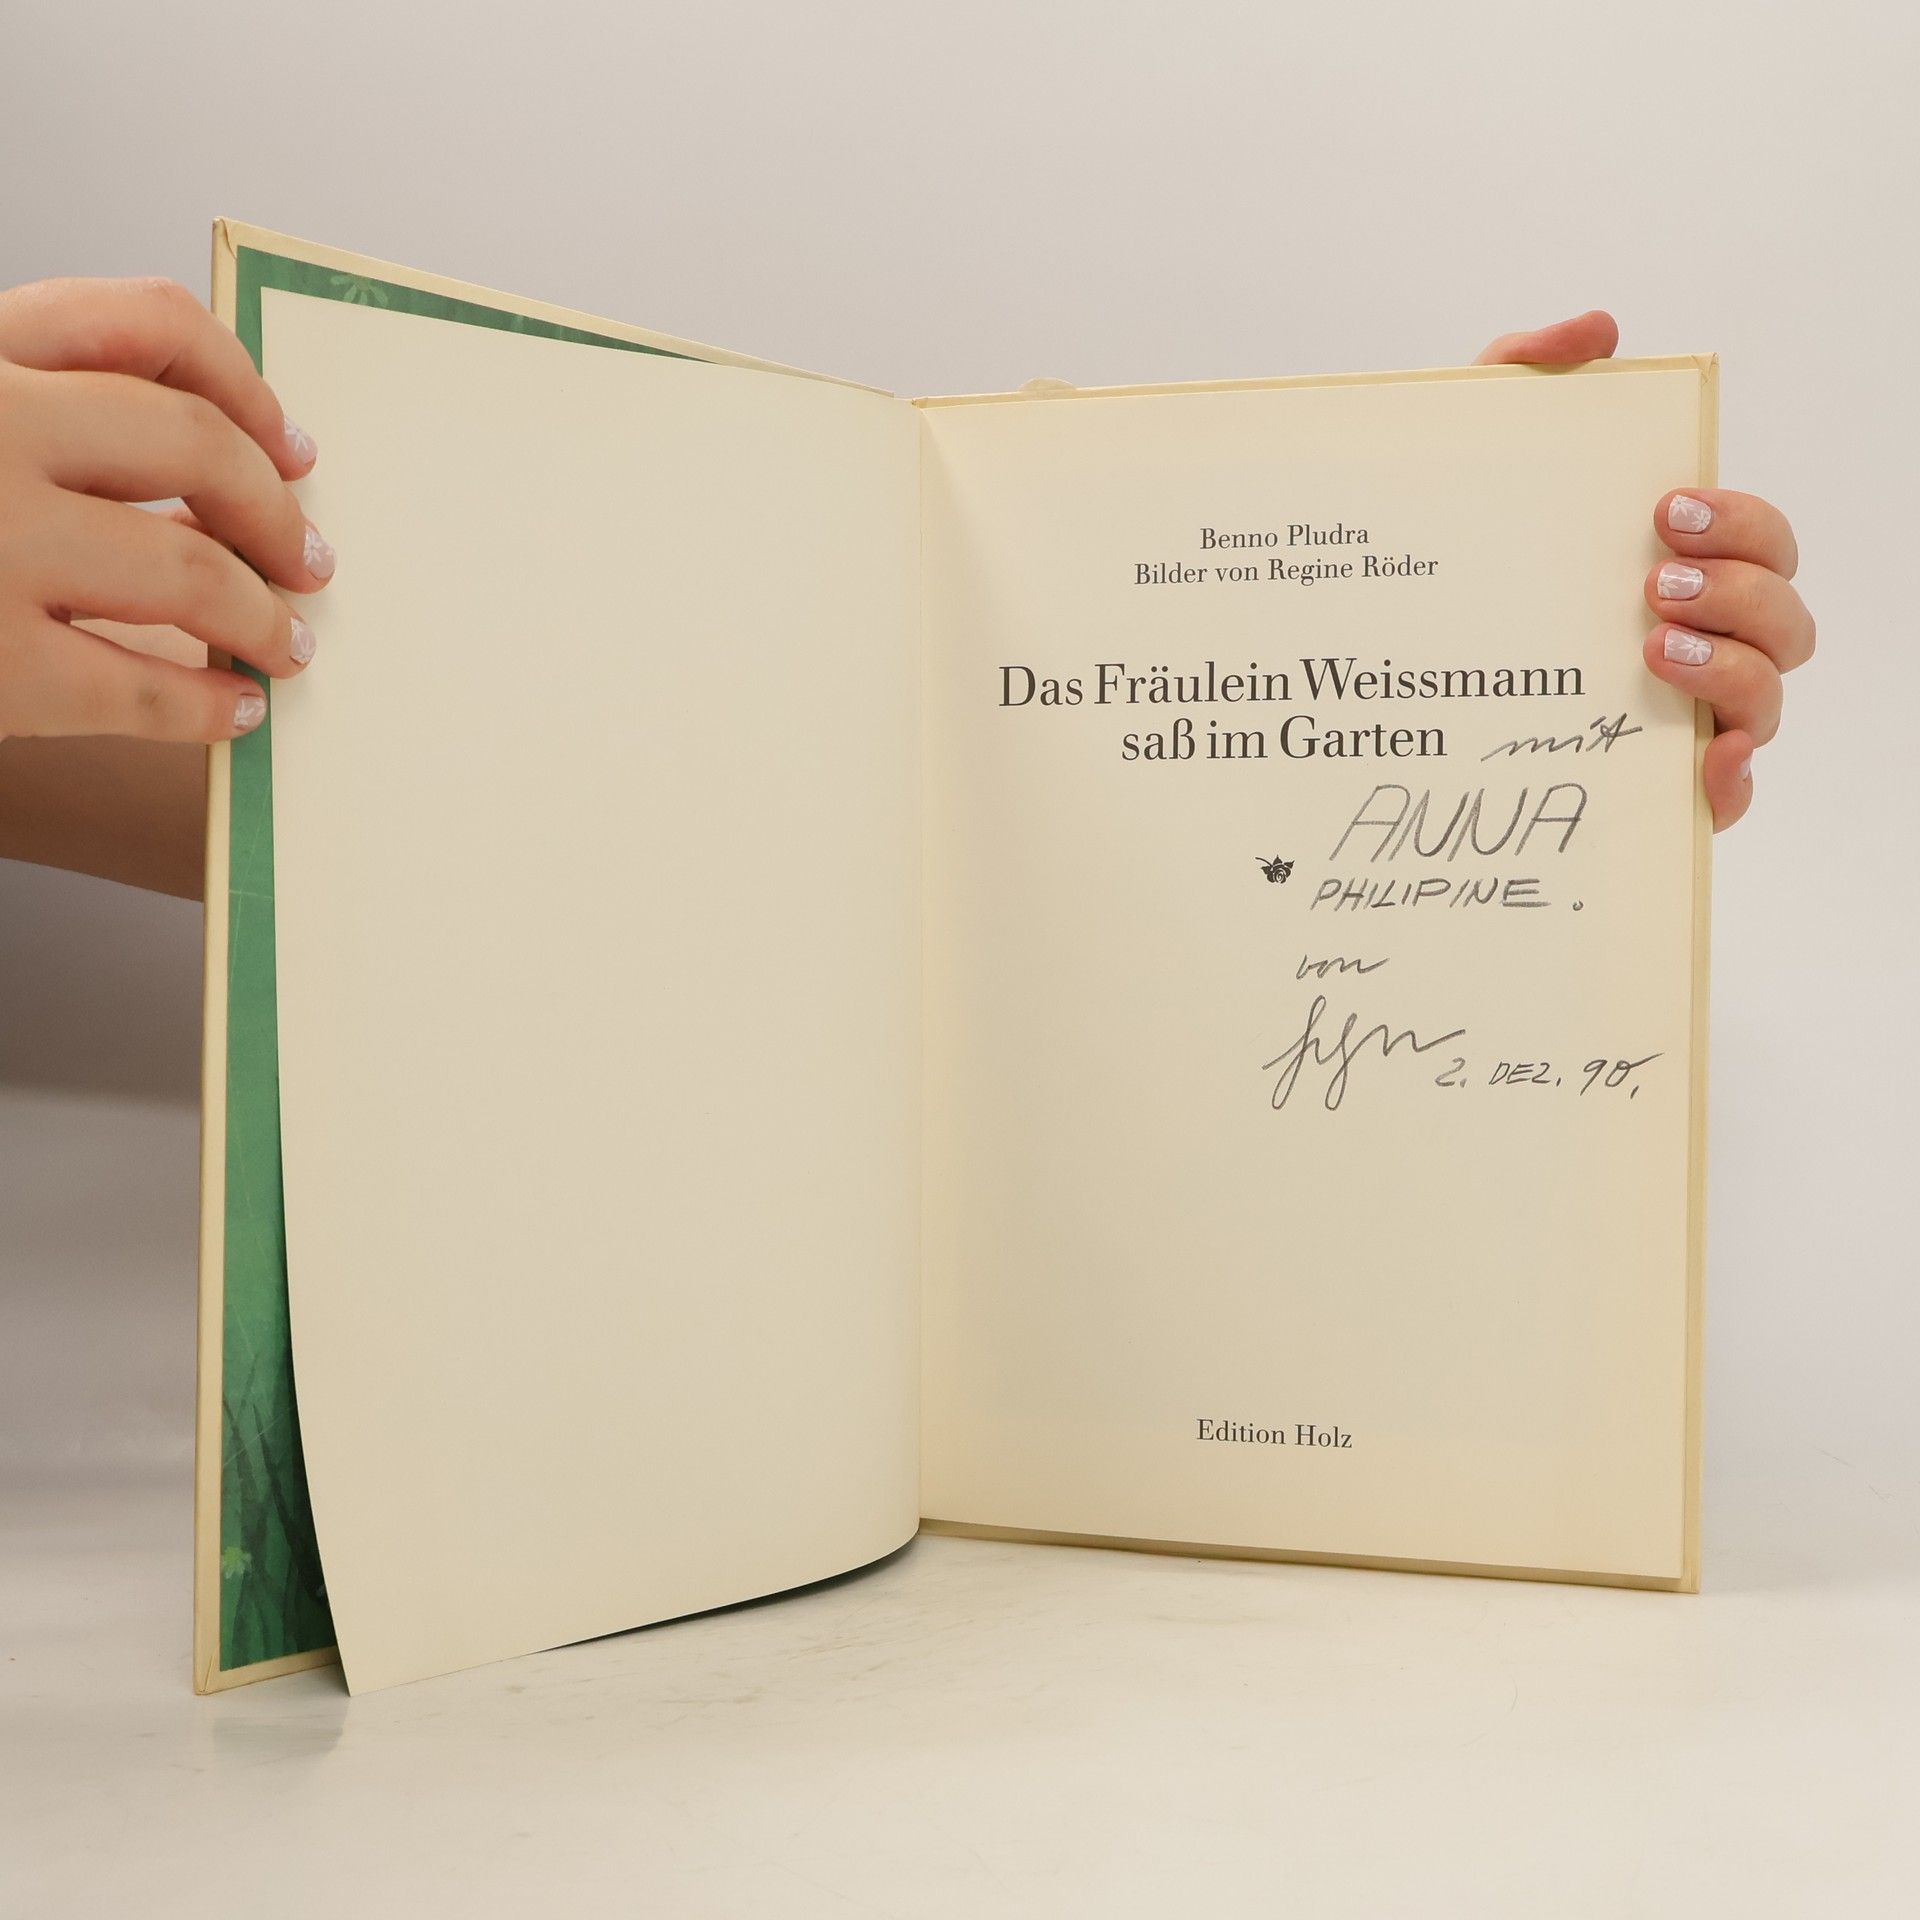 Benno Pludra
Bilder von Regine Röder
Das Fräulein Weissmann
saß im Garten mit
ANNA
PHILIPINE.
von
2. DEZ. 90.
Edition Holz